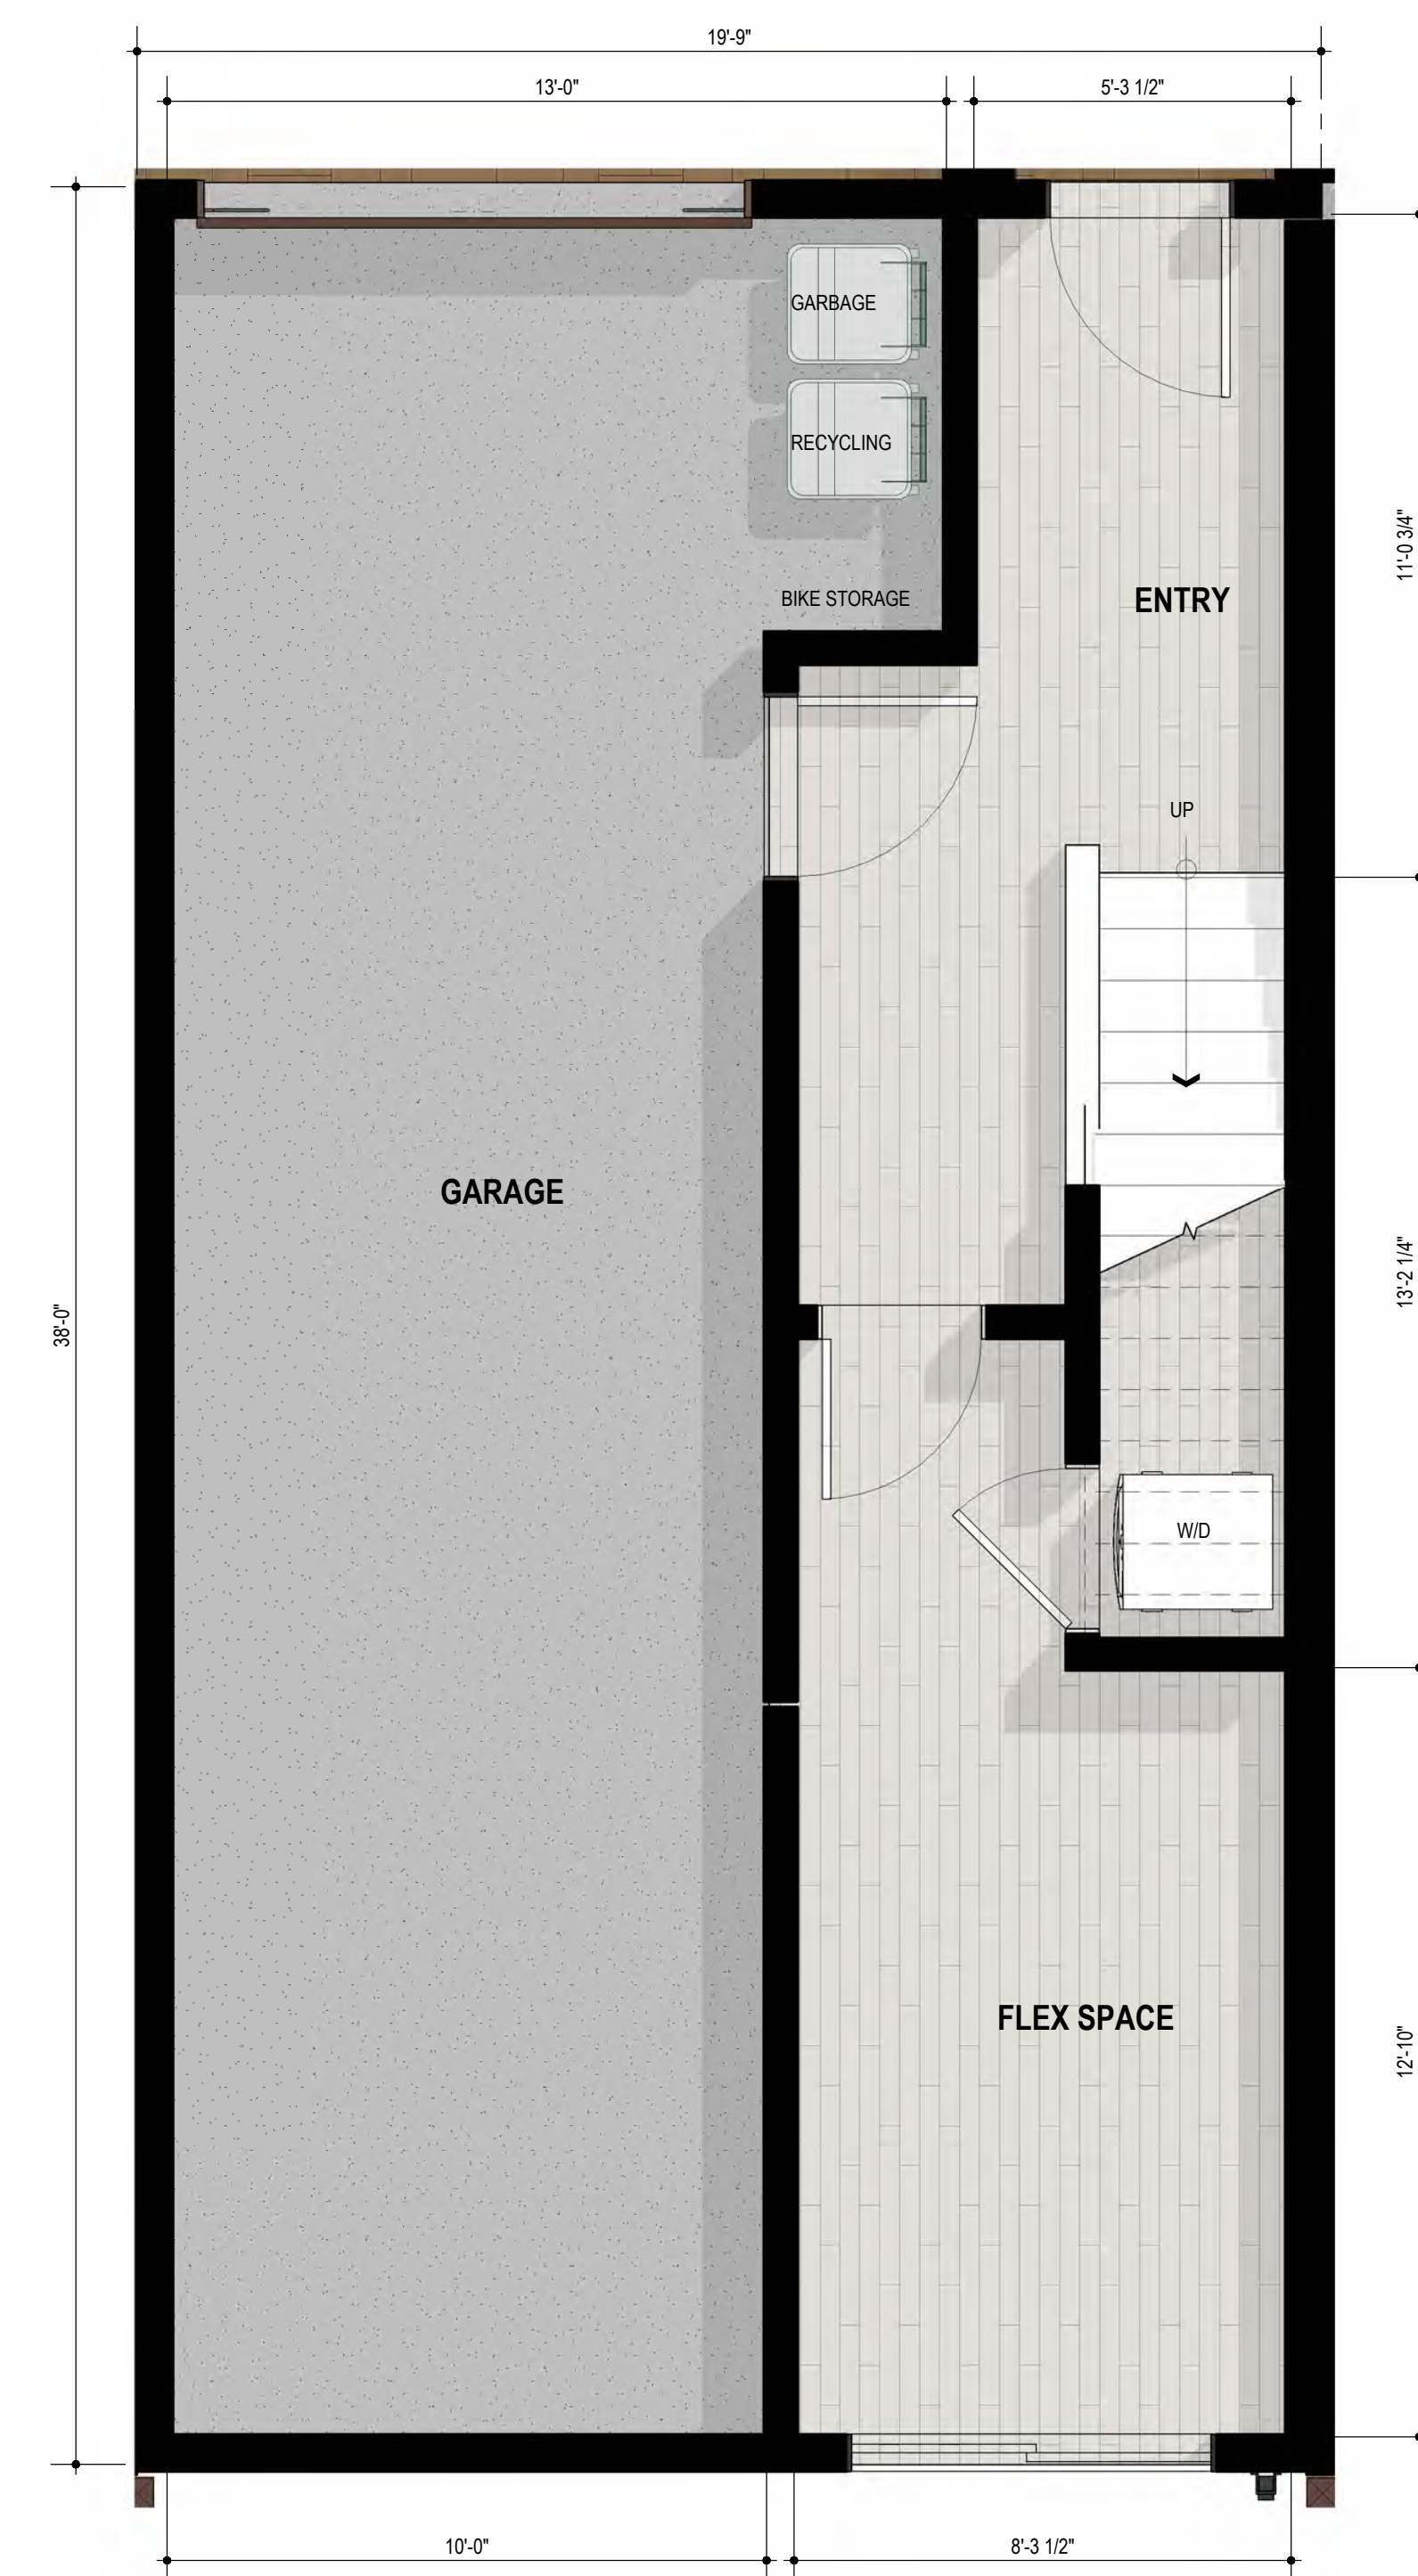 19'-9"
13'-0"
5'-3 1/2"
GARBAGE
RECYCLING
BIKE STORAGE
ENTRY
11'-0 3/4"
UP
GARAGE
38'-0"
13'-2 1/4"
W/D
FLEX SPACE
12'-10"
10'-0"
8'-3 1/2"